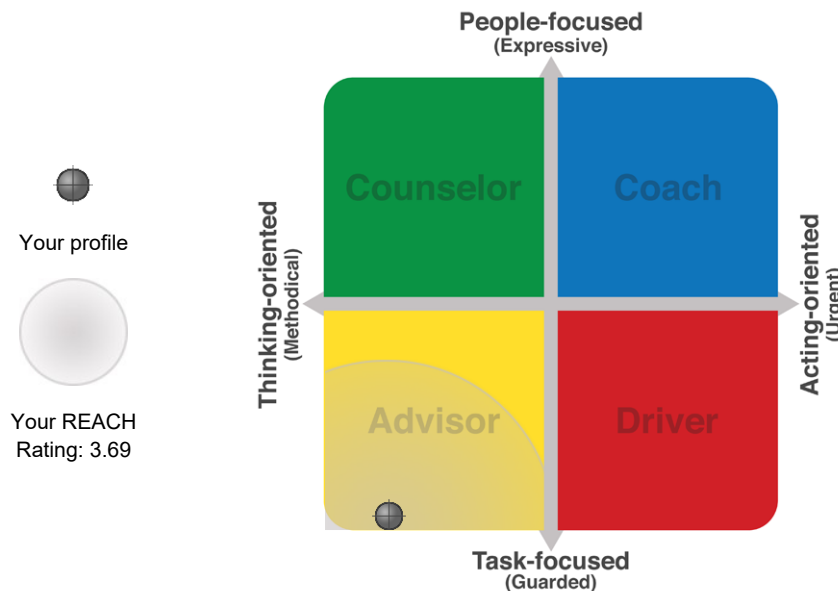 People-focused
(Expressive)
Counselor
Coach
Your profile
Thinking-oriented
(Methodical)
Acting-oriented
(Urgent)
Your REACH
Rating: 3.69
Advisor
Driver
Task-focused
(Guarded)